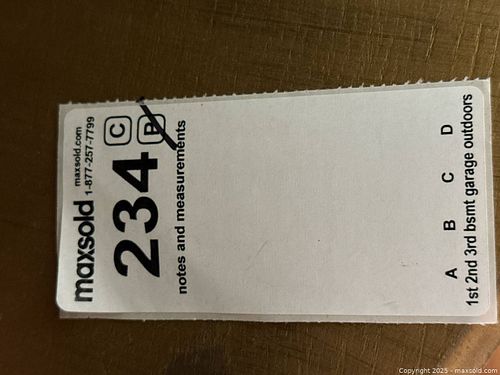 maxsold maxsold.com
1-877-257-7799
234 C B
notes and measurements
A B C D
1st 2nd 3rd bsmt garage outdoors
Copyright 2025 - maxsold.com